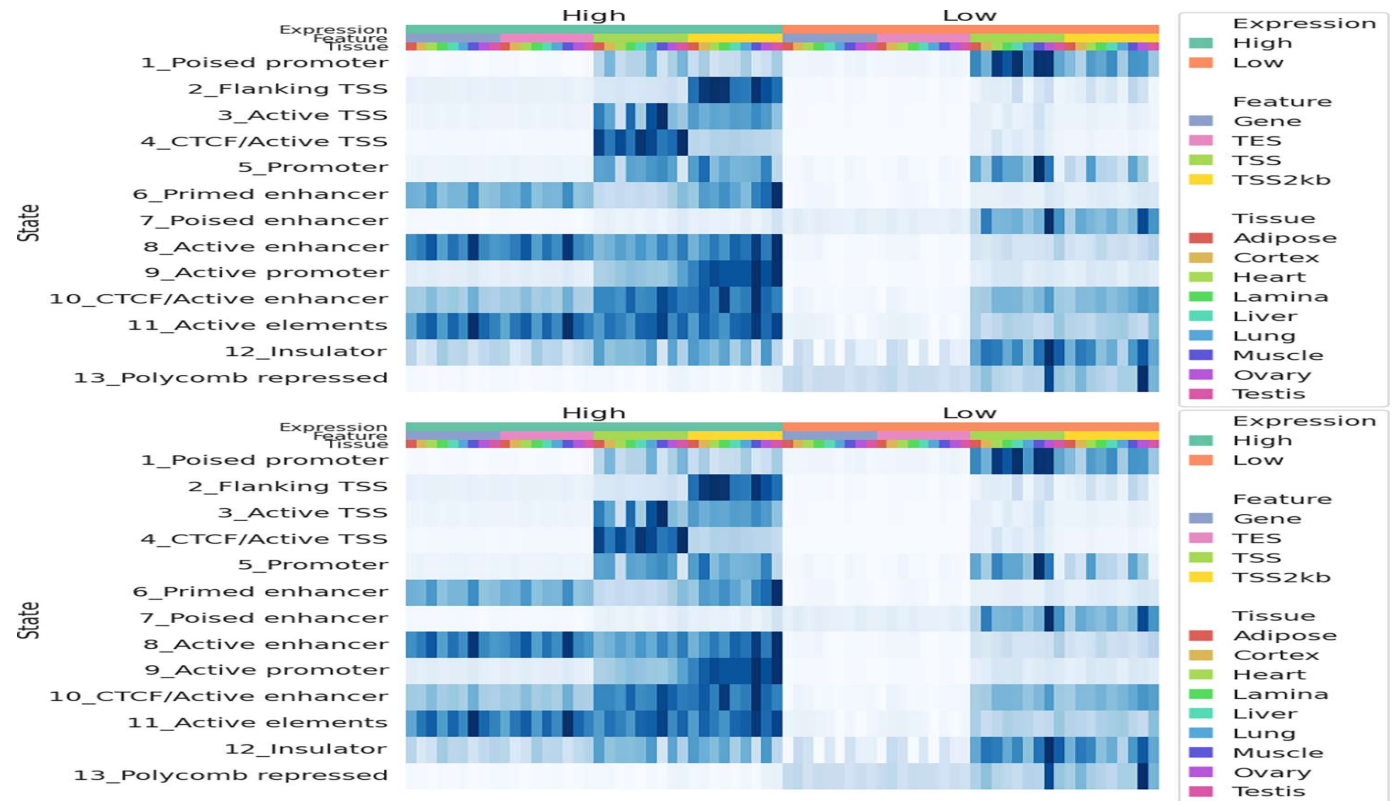 High Low
Expression
Feature
Tissue
1_Poised promoter
2_Flanking TSS
3_Active TSS
4_CTCF/Active TSS
5_Promoter
6_Primed enhancer
7_Poised enhancer
8_Active enhancer
9_Active promoter
10_CTCF/Active enhancer
11_Active elements
12_Insulator
13_Polycomb repressed
State
Expression
High
Low
Feature
Gene
TES
TSS
TSS2kb
Tissue
Adipose
Cortex
Heart
Lamina
Liver
Lung
Muscle
Ovary
Testis
High Low
Expression
Feature
Tissue
1_Poised promoter
2_Flanking TSS
3_Active TSS
4_CTCF/Active TSS
5_Promoter
6_Primed enhancer
7_Poised enhancer
8_Active enhancer
9_Active promoter
10_CTCF/Active enhancer
11_Active elements
12_Insulator
13_Polycomb repressed
State
Expression
High
Low
Feature
Gene
TES
TSS
TSS2kb
Tissue
Adipose
Cortex
Heart
Lamina
Liver
Lung
Muscle
Ovary
Testis